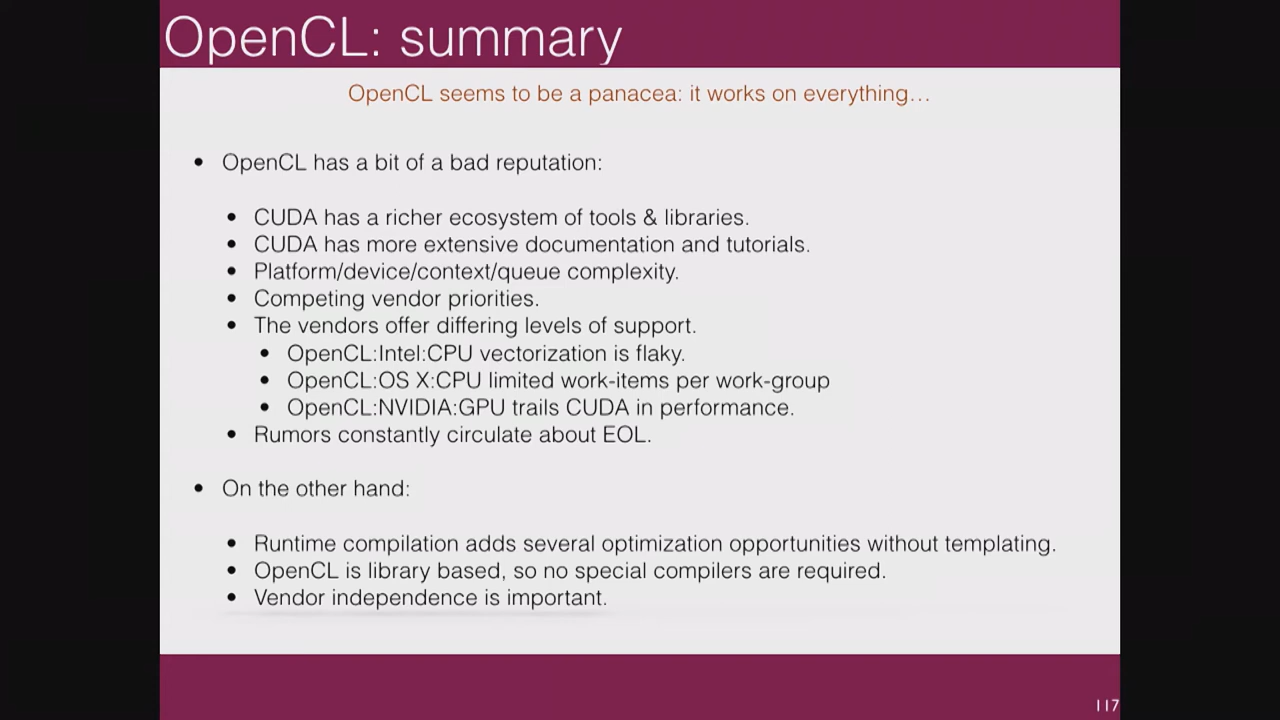 OpenCL: summary
OpenCL seems to be a panacea: it works on everything…
• OpenCL has a bit of a bad reputation:
• CUDA has a richer ecosystem of tools & libraries.
• CUDA has more extensive documentation and tutorials.
• Platform/device/context/queue complexity.
• Competing vendor priorities.
• The vendors offer differing levels of support.
• OpenCL:Intel:CPU vectorization is flaky.
• OpenCL:OS X:CPU limited work-items per work-group
• OpenCL:NVIDIA:GPU trails CUDA in performance.
• Rumors constantly circulate about EOL.
• On the other hand:
• Runtime compilation adds several optimization opportunities without templating.
• OpenCL is library based, so no special compilers are required.
• Vendor independence is important.
117